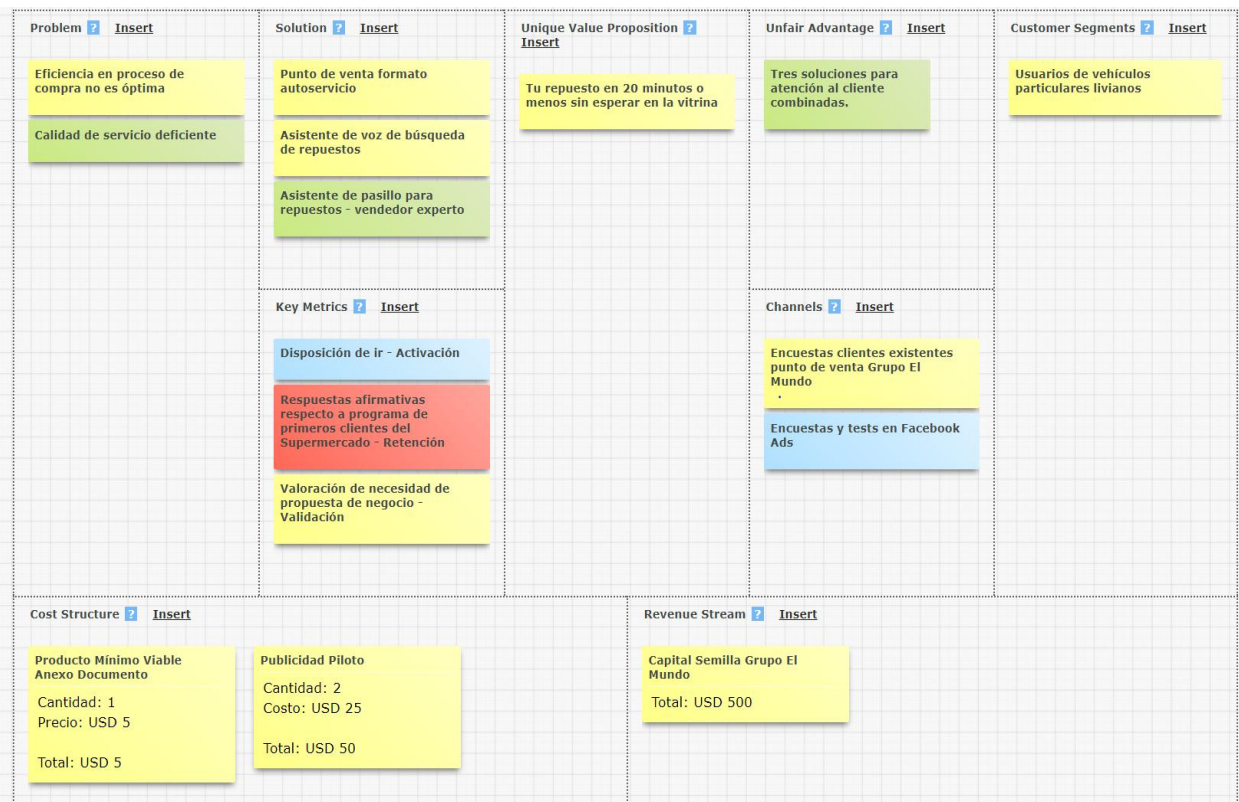 Problem ? Insert
Eficiencia en proceso de
compra no es óptima
Calidad de servicio deficiente
Solution ? Insert
Punto de venta formato
autoservicio
Asistente de voz de búsqueda
de repuestos
Asistente de pasillo para
repuestos - vendedor experto
Key Metrics ? Insert
Disposición de ir - Activación
Respuestas afirmativas
respecto a programa de
primeros clientes del
Supermercado - Retención
Valoración de necesidad de
propuesta de negocio -
Validación
Unique Value Proposition ?
Insert
Tu repuesto en 20 minutos o
menos sin esperar en la vitrina
Unfair Advantage ? Insert
Tres soluciones para
atención al cliente
combinadas.
Channels ? Insert
Encuestas clientes existentes
punto de venta Grupo El
Mundo
.
Encuestas y tests en Facebook
Ads
Customer Segments ? Insert
Usuarios de vehículos
particulares livianos
Cost Structure ? Insert
Producto Mínimo Viable
Anexo Documento
Cantidad: 1
Precio: USD 5
Total: USD 5
Publicidad Piloto
Cantidad: 2
Costo: USD 25
Total: USD 50
Revenue Stream ? Insert
Capital Semilla Grupo El
Mundo
Total: USD 500